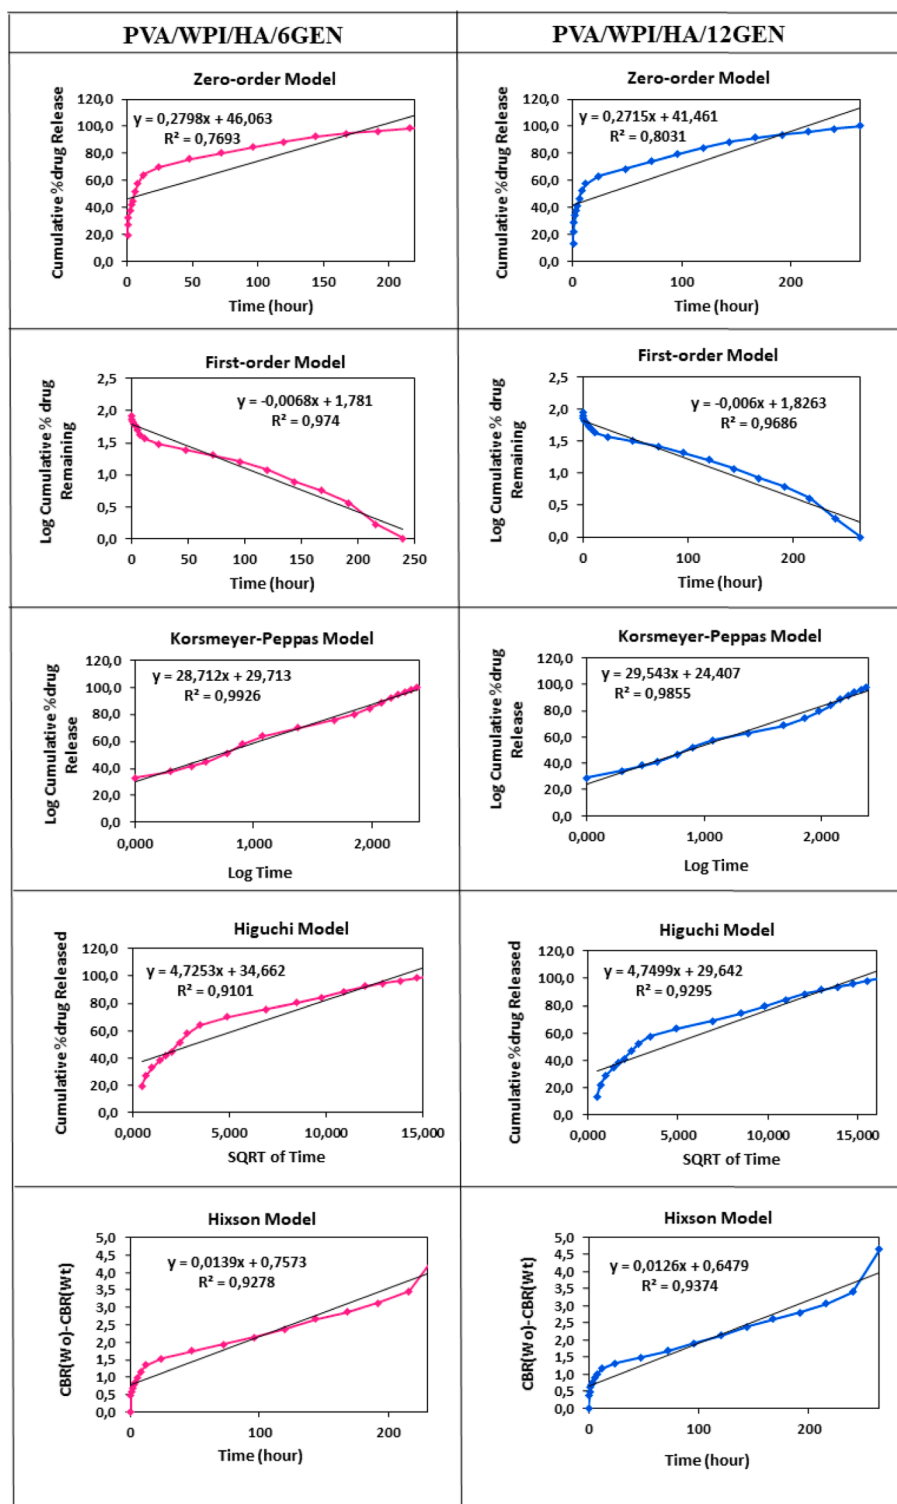 PVA/WPI/HA/6GEN
PVA/WPI/HA/12GEN
Zero-order Model
Cumulative %drug Release
120,0
100,0
80,0
60,0
40,0
20,0
0,0
y = 0,2798x + 46,063
R² = 0,7693
0
50
100
150
200
Time (hour)
Zero-order Model
Cumulative %drug Release
120,0
100,0
80,0
60,0
40,0
20,0
0,0
y = 0,2715x + 41,461
R² = 0,8031
0
100
200
Time (hour)
First-order Model
Log Cumulative % drug
Remaining
2,5
2,0
1,5
1,0
0,5
0,0
y = -0,0068x + 1,781
R² = 0,974
0
50
100
150
200
250
Time (hour)
First-order Model
Log Cumulative % drug
Remaining
2,5
2,0
1,5
1,0
0,5
0,0
y = -0,006x + 1,8263
R² = 0,9686
0
100
200
Time (hour)
Korsmeyer-Peppas Model
Log Cumulative %drug
Release
120,0
100,0
80,0
60,0
40,0
20,0
0,0
y = 28,712x + 29,713
R² = 0,9926
0,000
1,000
2,000
Log Time
Korsmeyer-Peppas Model
Log Cumulative %drug
Release
120,0
100,0
80,0
60,0
40,0
20,0
0,0
y = 29,543x + 24,407
R² = 0,9855
0,000
1,000
2,000
Log Time
Higuchi Model
Cumulative %drug Released
120,0
100,0
80,0
60,0
40,0
20,0
0,0
y = 4,7253x + 34,662
R² = 0,9101
0,000
5,000
10,000
15,000
SQRT of Time
Higuchi Model
Cumulative %drug Released
120,0
100,0
80,0
60,0
40,0
20,0
0,0
y = 4,7499x + 29,642
R² = 0,9295
0,000
5,000
10,000
15,000
SQRT of Time
Hixson Model
CBR(Wo)-CBR(Wt)
5,0
4,5
4,0
3,5
3,0
2,5
2,0
1,5
1,0
0,5
0,0
y = 0,0139x + 0,7573
R² = 0,9278
0
100
200
Time (hour)
Hixson Model
CBR(Wo)-CBR(Wt)
5,0
4,5
4,0
3,5
3,0
2,5
2,0
1,5
1,0
0,5
0,0
y = 0,0126x + 0,6479
R² = 0,9374
0
100
200
Time (hour)